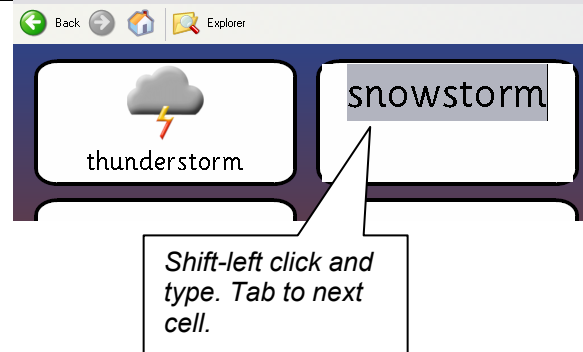 Back Explorer
thunderstorm
snowstorm
Shift-left click and
type. Tab to next
cell.